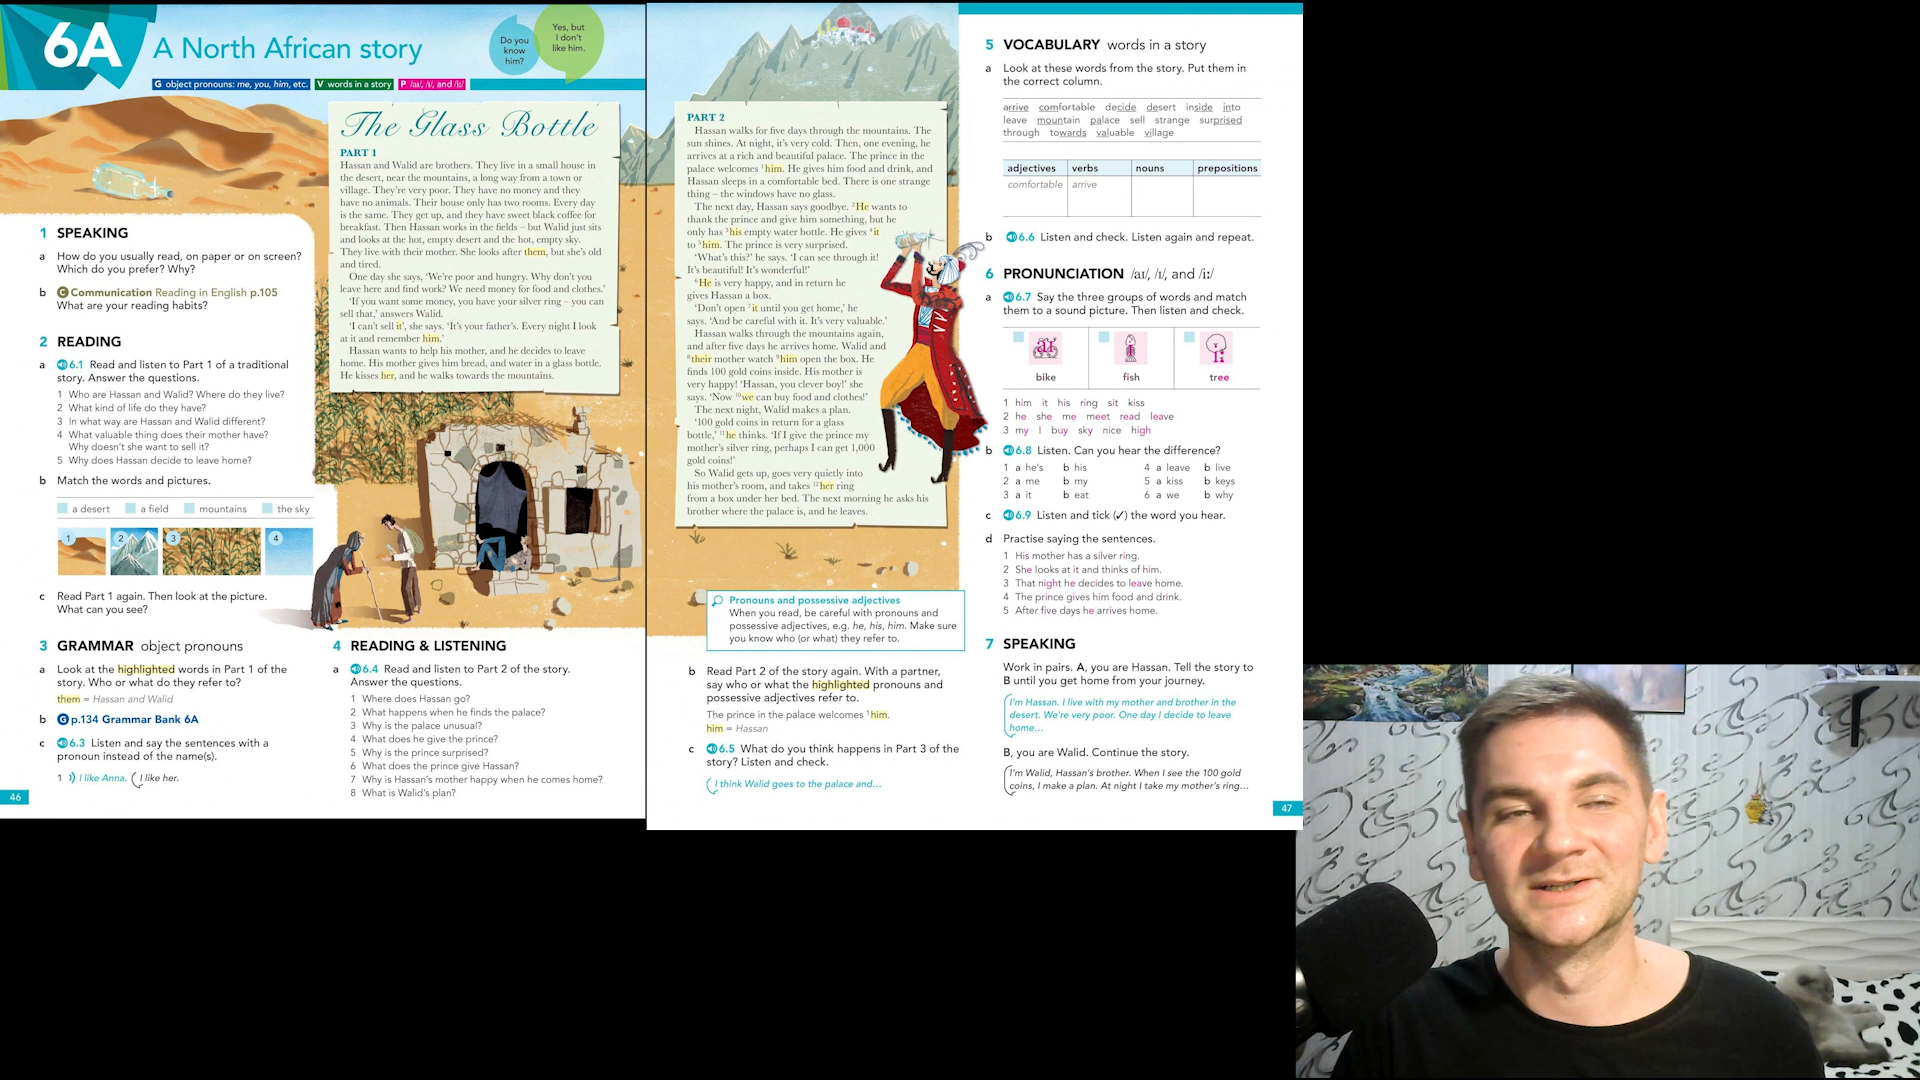 6A
A North African story
Do you
know
him?
Yes, but
I don't
like him.
G object pronouns: me, you, him, etc. V words in a story P /aɪ/, /ɪ/, and /iː/
The Glass Bottle
PART 1
Hassan and Walid are brothers. They live in a small house in
the desert, near the mountains, a long way from a town or
village. They're very poor. They have no money and they
have no animals. Their house only has two rooms. Every day
is the same. They get up, and they have sweet black coffee for
breakfast. Then Hassan works in the fields – but Walid just sits
and looks at the hot, empty desert and the hot, empty sky.
They live with their mother. She looks after them, but she's old
and tired.
One day she says, 'We're poor and hungry. Why don't you
leave here and find work? We need money for food and clothes.'
'If you want some money, you have your silver ring – you can
sell that,' answers Walid.
'I can't sell it', she says. 'It's your father's. Every night I look
at it and remember him.'
Hassan wants to help his mother, and he decides to leave
home. His mother gives him bread, and water in a glass bottle.
He kisses her, and he walks towards the mountains.
1 SPEAKING
a How do you usually read, on paper or on screen?
Which do you prefer? Why?
b C Communication Reading in English p.105
What are your reading habits?
2 READING
a 6.1 Read and listen to Part 1 of a traditional
story. Answer the questions.
1 Who are Hassan and Walid? Where do they live?
2 What kind of life do they have?
3 In what way are Hassan and Walid different?
4 What valuable thing does their mother have?
Why doesn't she want to sell it?
5 Why does Hassan decide to leave home?
b Match the words and pictures.
a desert a field mountains the sky
1 2 3 4
c Read Part 1 again. Then look at the picture.
What can you see?
3 GRAMMAR object pronouns
a Look at the highlighted words in Part 1 of the
story. Who or what do they refer to?
them = Hassan and Walid
b G p.134 Grammar Bank 6A
c 6.3 Listen and say the sentences with a
pronoun instead of the name(s).
1 I like Anna. I like her.
46
4 READING & LISTENING
a 6.4 Read and listen to Part 2 of the story.
Answer the questions.
1 Where does Hassan go?
2 What happens when he finds the palace?
3 Why is the palace unusual?
4 What does he give the prince?
5 Why is the prince surprised?
6 What does the prince give Hassan?
7 Why is Hassan's mother happy when he comes home?
8 What is Walid's plan?
PART 2
Hassan walks for five days through the mountains. The
sun shines. At night, it's very cold. Then, one evening, he
arrives at a rich and beautiful palace. The prince in the
palace welcomes 1him. He gives him food and drink, and
Hassan sleeps in a comfortable bed. There is one strange
thing – the windows have no glass.
The next day, Hassan says goodbye. 2He wants to
thank the prince and give him something, but he
only has 3his empty water bottle. He gives 4it
to 5him. The prince is very surprised.
'What's this?' he says. 'I can see through it!
It's beautiful! It's wonderful!'
6He is very happy, and in return he
gives Hassan a box.
'Don't open 7it until you get home,' he
says. 'And be careful with it. It's very valuable.'
Hassan walks through the mountains again,
and after five days he arrives home. Walid and
8their mother watch 9him open the box. He
finds 100 gold coins inside. His mother is
very happy! 'Hassan, you clever boy!' she
says. 'Now 10we can buy food and clothes!'
The next night, Walid makes a plan.
'100 gold coins in return for a glass
bottle,' 11he thinks. 'If I give the prince my
mother's silver ring, perhaps I can get 1,000
gold coins!'
So Walid gets up, goes very quietly into
his mother's room, and takes 12her ring
from a box under her bed. The next morning he asks his
brother where the palace is, and he leaves.
Pronouns and possessive adjectives
When you read, be careful with pronouns and
possessive adjectives, e.g. he, his, him. Make sure
you know who (or what) they refer to.
b Read Part 2 of the story again. With a partner,
say who or what the highlighted pronouns and
possessive adjectives refer to.
The prince in the palace welcomes 1him.
him = Hassan
c 6.5 What do you think happens in Part 3 of the
story? Listen and check.
I think Walid goes to the palace and…
5 VOCABULARY words in a story
a Look at these words from the story. Put them in
the correct column.
arrive comfortable decide desert inside into
leave mountain palace sell strange surprised
through towards valuable village
adjectives verbs nouns prepositions
comfortable arrive
b 6.6 Listen and check. Listen again and repeat.
6 PRONUNCIATION /aɪ/, /ɪ/, and /iː/
a 6.7 Say the three groups of words and match
them to a sound picture. Then listen and check.
aɪ ɪ iː
bike fish tree
1 him it his ring sit kiss
2 he she me meet read leave
3 my I buy sky nice high
b 6.8 Listen. Can you hear the difference?
1 a he's b his 4 a leave b live
2 a me b my 5 a kiss b keys
3 a it b eat 6 a we b why
c 6.9 Listen and tick (✓) the word you hear.
d Practise saying the sentences.
1 His mother has a silver ring.
2 She looks at it and thinks of him.
3 That night he decides to leave home.
4 The prince gives him food and drink.
5 After five days he arrives home.
7 SPEAKING
Work in pairs. A, you are Hassan. Tell the story to
B until you get home from your journey.
I'm Hassan. I live with my mother and brother in the
desert. We're very poor. One day I decide to leave
home…
B, you are Walid. Continue the story.
I'm Walid, Hassan's brother. When I see the 100 gold
coins, I make a plan. At night I take my mother's ring…
47